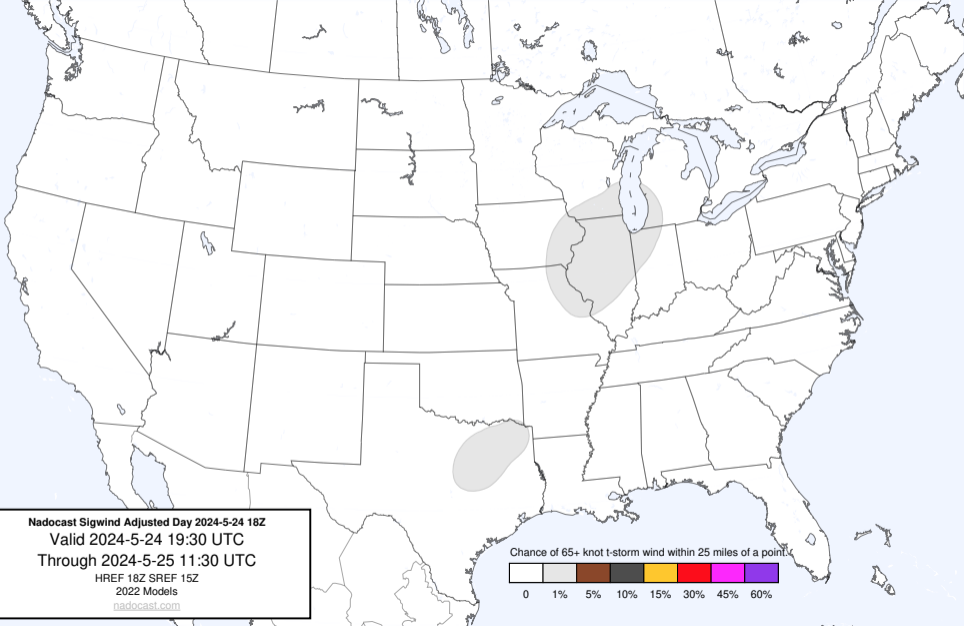 Nadocast Sigwind Adjusted Day 2024-5-24 18Z
Valid 2024-5-24 19:30 UTC
Through 2024-5-25 11:30 UTC
HREF 18Z SREF 15Z
2022 Models
nadocast.com
Chance of 65+ knot t-storm wind within 25 miles of a point.
0 1% 5% 10% 15% 30% 45% 60%